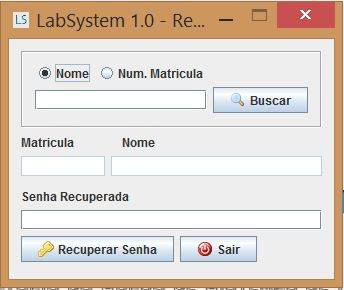 LS LabSystem 1.0 - Re...
Nome Num. Matricula
Buscar
Matricula Nome
Senha Recuperada
Recuperar Senha Sair